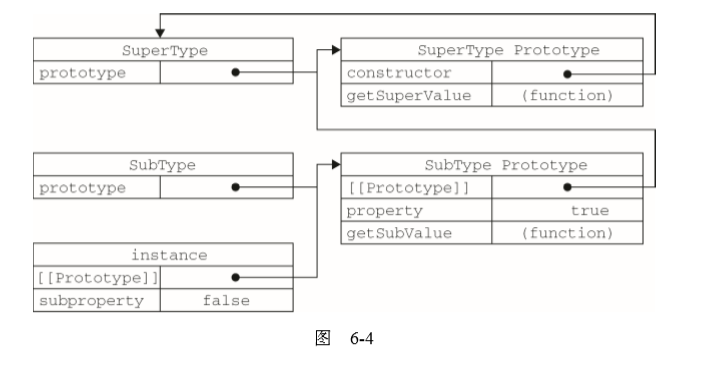 SuperType
prototype
SuperType Prototype
constructor
getSuperValue (function)
SubType
prototype
SubType Prototype
[[Prototype]]
property true
getSubValue (function)
instance
[[Prototype]]
subproperty false
图 6-4